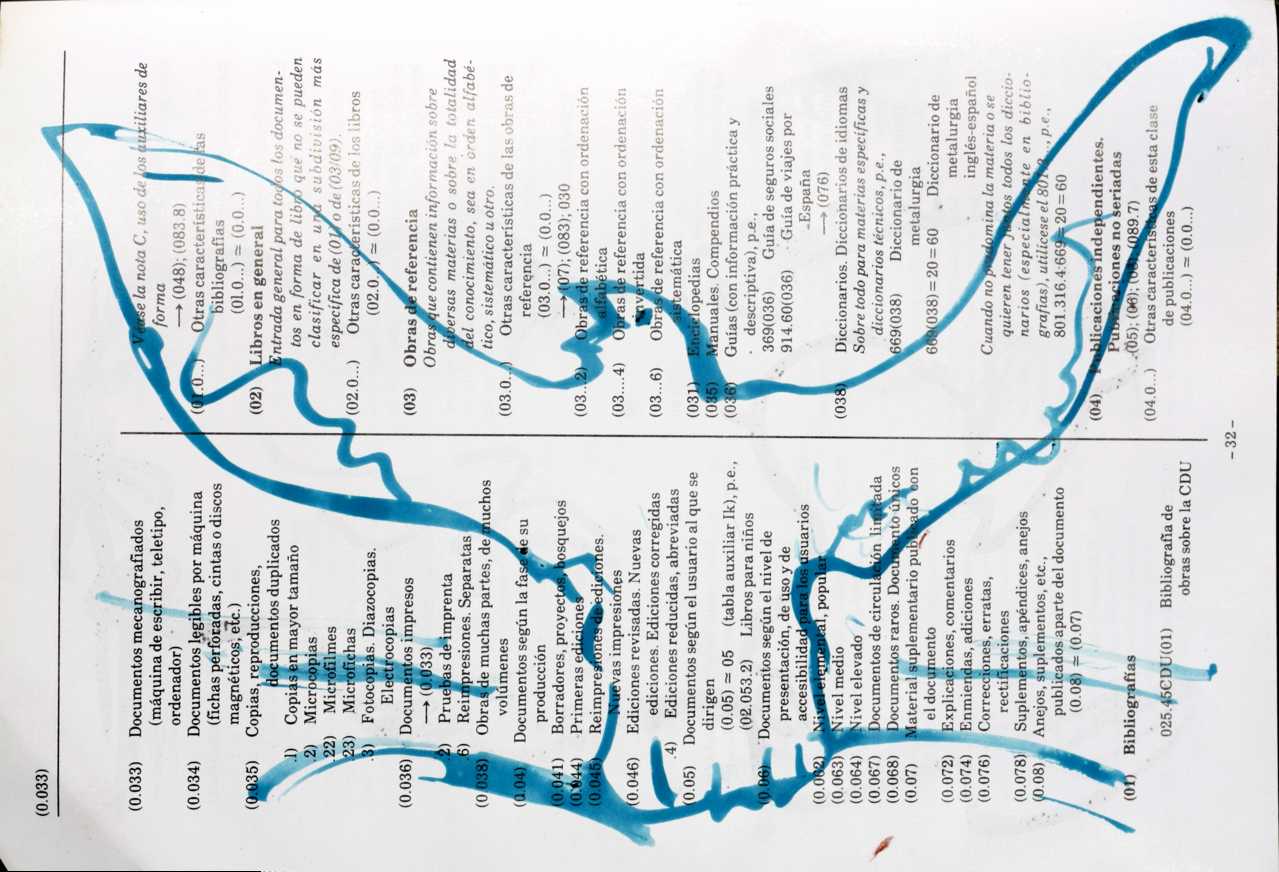 (0.033)
(0.033) Documentos mecanografiados
(máquina de escribir, teletipo,
ordenador)
(0.034) Documentos legibles por máquina
(fichas perforadas, cintas o discos
magnéticos, etc.)
(0.035) Copias, reproducciones,
documentos duplicados
.1) Copias en mayor tamaño
.2) Microcopias
.22) Microfilmes
.23) Microfichas
.3) Fotocopias. Diazocopias.
Electrocopias
(0.036) Documentos impresos
→ (0.033)
.2) Pruebas de imprenta
.6) Reimpresiones. Separatas
(0.038) Obras de muchas partes, de muchos
volúmenes
(0.04) Documentos según la fase de su
producción
(0.041) Borradores, proyectos, bosquejos
(0.044) Primeras ediciones
(0.045) Reimpresiones de ediciones.
Nuevas impresiones
(0.046) Ediciones revisadas. Nuevas
ediciones. Ediciones corregidas
.4) Ediciones reducidas, abreviadas
(0.05) Documentos según el usuario al que se
dirigen
(0.05) = 05 (tabla auxiliar Ik), p.e.,
(02.053.2) Libros para niños
(0.06) Documentos según el nivel de
presentación, de uso y de
accesibilidad para los usuarios
(0.062) Nivel elemental, popular
(0.063) Nivel medio
(0.064) Nivel elevado
(0.067) Documentos de circulación limitada
(0.068) Documentos raros. Documentos únicos
(0.07) Material suplementario publicado con
el documento
(0.072) Explicaciones, comentarios
(0.074) Enmiendas, adiciones
(0.076) Correcciones, erratas,
rectificaciones
(0.078) Suplementos, apéndices, anejos
(0.08) Anejos, suplementos, etc.,
publicados aparte del documento
(0.08) = (0.07)
(01) Bibliografías
025.45CDU(01) Bibliografía de
obras sobre la CDU
Véase la nota C, uso de los auxiliares de
forma
→ (048); (083.8)
(01.0...) Otras características de las
bibliografías
(01.0...) = (0.0...)
(02) Libros en general
Entrada general para todos los documen-
tos en forma de libro que no se pueden
clasificar en una subdivisión más
específica de (01) o de (03/09).
(02.0...) Otras características de los libros
(02.0...) = (0.0...)
(03) Obras de referencia
Obras que contienen información sobre
diversas materias o sobre la totalidad
del conocimiento, sea en orden alfabé-
tico, sistemático u otro.
(03.0...) Otras características de las obras de
referencia
(03.0...) = (0.0...)
→ (07); (083); 030
(03...2) Obras de referencia con ordenación
alfabética
(03...4) Obras de referencia con ordenación
invertida
(03...6) Obras de referencia con ordenación
sistemática
(031) Enciclopedias
(035) Manuales. Compendios
(036) Guías (con información práctica y
descriptiva), p.e.,
369(036) Guía de seguros sociales
914.60(036) Guía de viajes por
España
→ (076)
(038) Diccionarios. Diccionarios de idiomas
Sobre todo para materias específicas y
diccionarios técnicos, p.e.,
669(038) Diccionario de
metalurgia
669(038)=20=60 Diccionario de
metalurgia
inglés-español
Cuando no predomina la materia o se
quieren tener juntos todos los diccio-
narios (especialmente en biblio-
grafías), utilícese el 801.3..., p.e.,
801.316.4:669=20=60
(04) Publicaciones independientes.
Publicaciones no seriadas
(05); (06); (08); (089.7)
(04.0...) Otras características de esta clase
de publicaciones
(04.0...) = (0.0...)
- 32 -